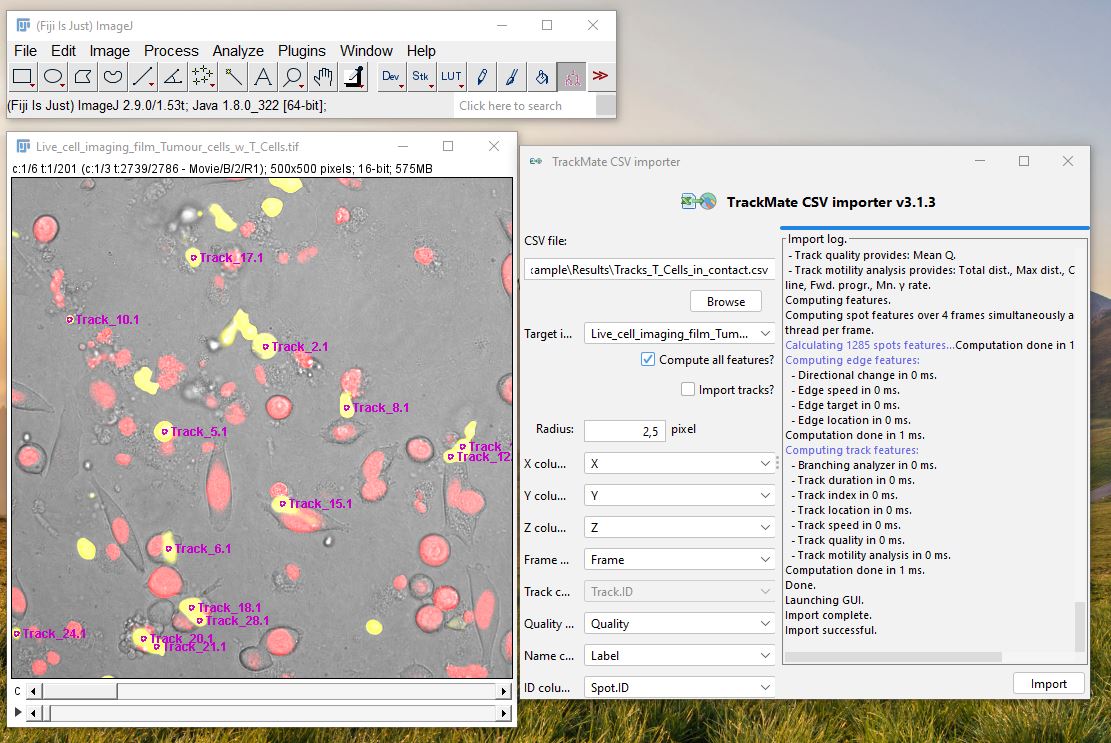 (Fiji Is Just) ImageJ
File Edit Image Process Analyze Plugins Window Help
A Dev Stk LUT
(Fiji Is Just) ImageJ 2.9.0/1.53t; Java 1.8.0_322 [64-bit]; Click here to search
Live_cell_imaging_film_Tumour_cells_w_T_Cells.tif
c:1/6 t:1/201 (c:1/3 t:2739/2786 - Movie/B/2/R1); 500x500 pixels; 16-bit; 575MB
Track_17.1
Track_10.1
Track_2.1
Track_8.1
Track_5.1
Track_12.
Track_15.1
Track_6.1
Track_18.1
Track_28.1
Track_24.1
Track_20.1
Track_21.1
C
TrackMate CSV importer
TrackMate CSV importer v3.1.3
CSV file:
:ample\Results\Tracks_T_Cells_in_contact.csv
Browse
Target i... Live_cell_imaging_film_Tum...
Compute all features?
Import tracks?
Radius: 2,5 pixel
X colu... X
Y colu... Y
Z colu... Z
Frame ... Frame
Track c... Track.ID
Quality ... Quality
Name c... Label
ID colu... Spot.ID
Import log.
- Track quality provides: Mean Q.
- Track motility analysis provides: Total dist., Max dist., C
line, Fwd. progr., Mn. γ rate.
Computing features.
Computing spot features over 4 frames simultaneously a
thread per frame.
Calculating 1285 spots features...Computation done in 1
Computing edge features:
- Directional change in 0 ms.
- Edge speed in 0 ms.
- Edge target in 0 ms.
- Edge location in 0 ms.
Computation done in 1 ms.
Computing track features:
- Branching analyzer in 0 ms.
- Track duration in 0 ms.
- Track index in 0 ms.
- Track location in 0 ms.
- Track speed in 0 ms.
- Track quality in 0 ms.
- Track motility analysis in 0 ms.
Computation done in 1 ms.
Done.
Launching GUI.
Import complete.
Import successful.
Import